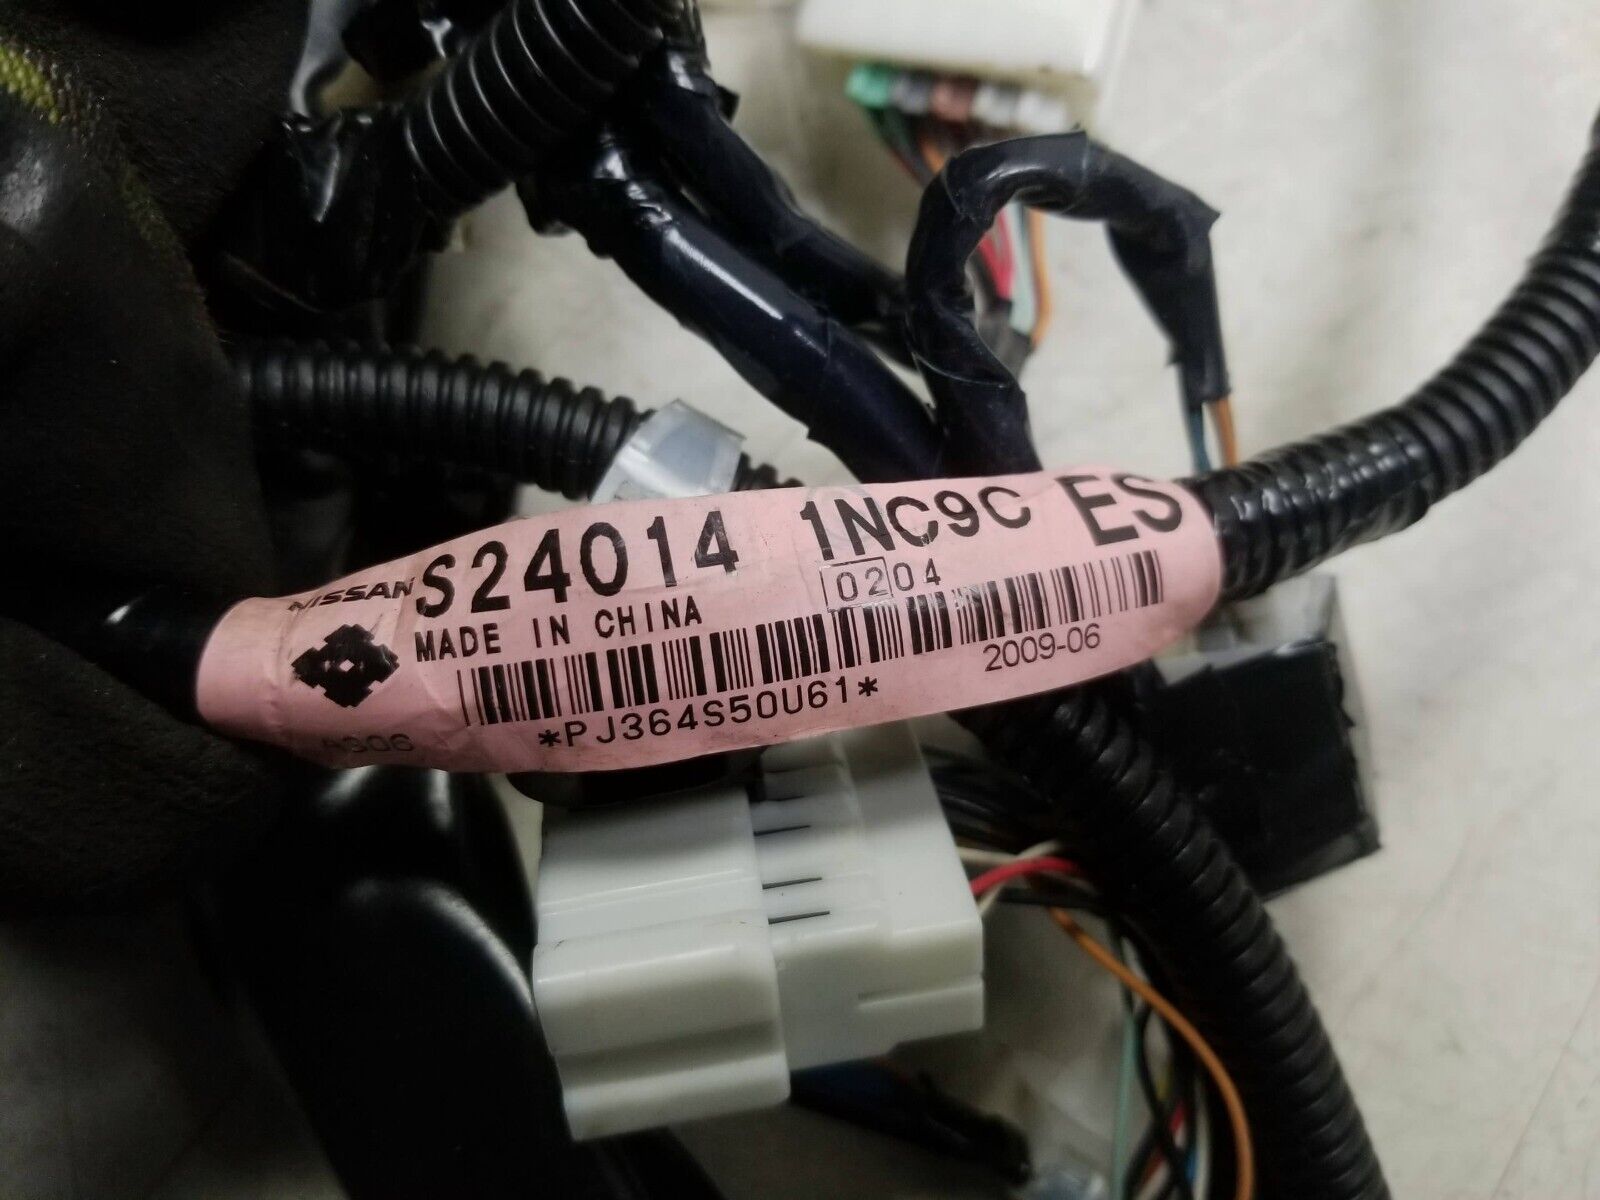 NISSAN S24014 1NC9C ES
MADE IN CHINA 0204
2009-06
*PJ364S50U61*